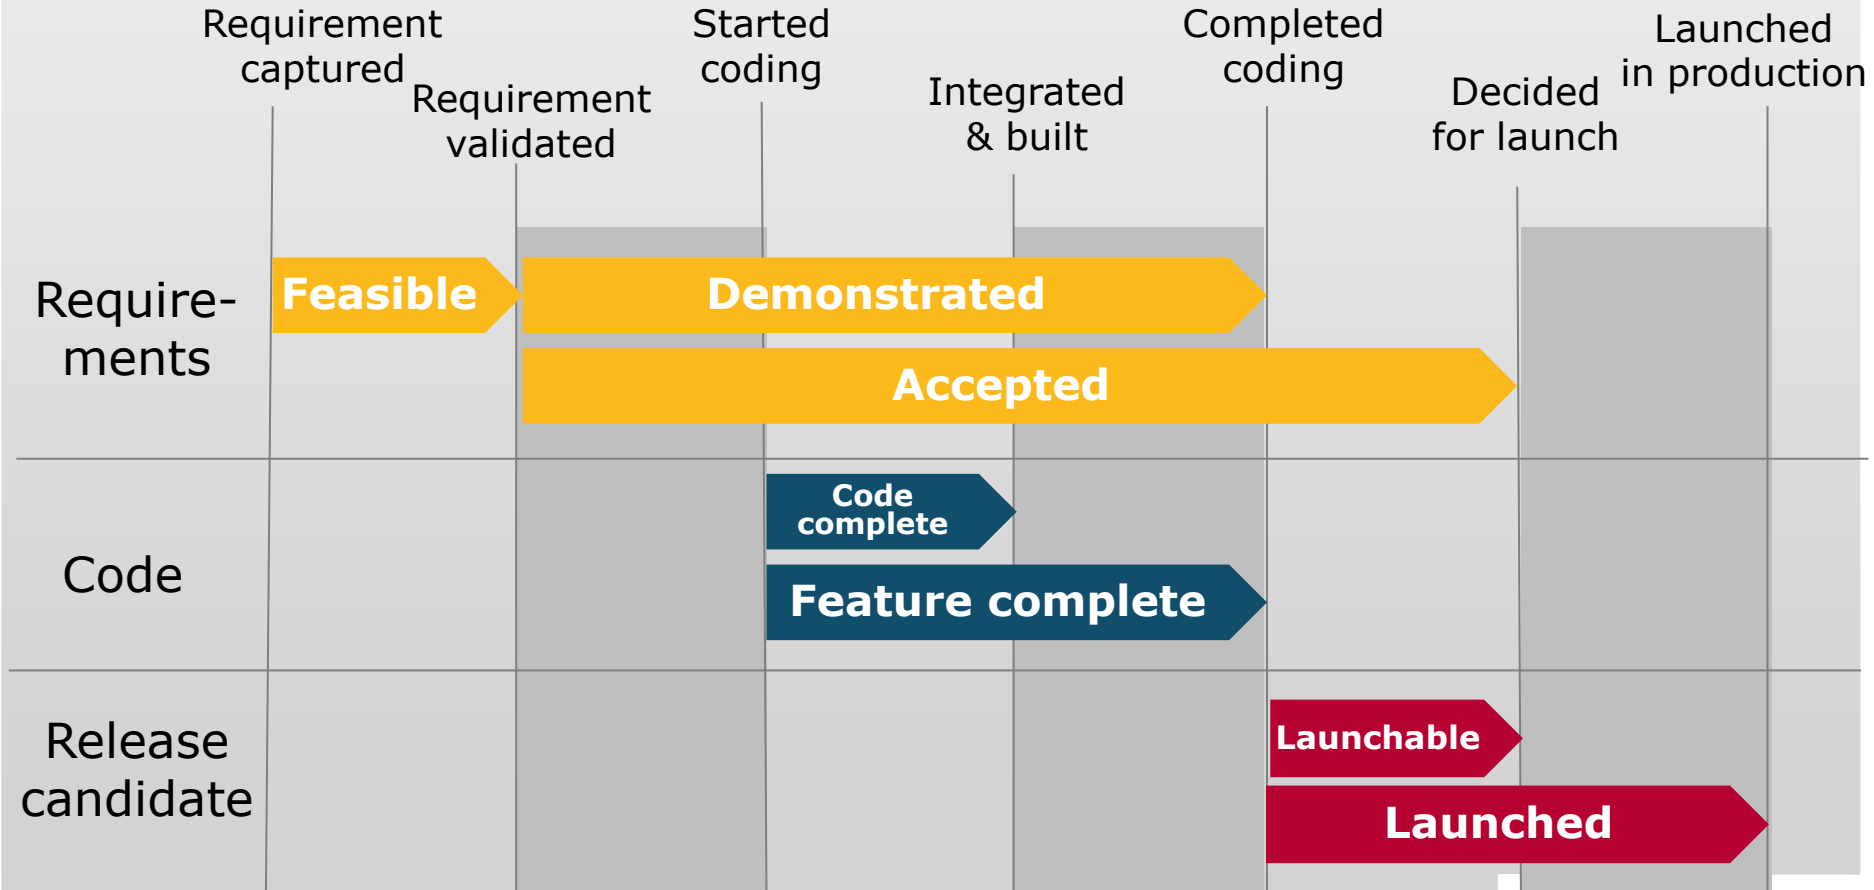 Requirement
captured
Requirement
validated
Started
coding
Integrated
& built
Completed
coding
Decided
for launch
Launched
in production
Require-
ments
Feasible
Demonstrated
Accepted
Code
Code
complete
Feature complete
Release
candidate
Launchable
Launched